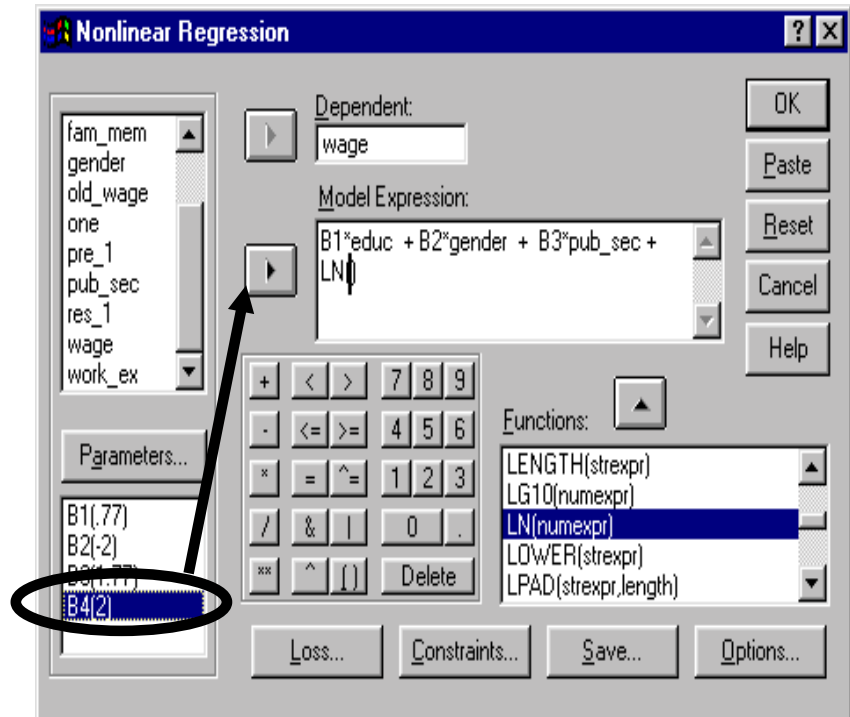 Nonlinear Regression
? X
fam_mem
gender
old_wage
one
pre_1
pub_sec
res_1
wage
work_ex
Dependent:
wage
Model Expression:
B1*educ + B2*gender + B3*pub_sec +
LN()
OK
Paste
Reset
Cancel
Help
Parameters...
B1(.77)
B2(-2)
B3(1.77)
B4(2)
+ < > 7 8 9
- <= >= 4 5 6
* = ^= 1 2 3
/ & | 0 .
** ^ () Delete
Functions:
LENGTH(strexpr)
LG10(numexpr)
LN(numexpr)
LOWER(strexpr)
LPAD(strexpr,length)
Loss...
Constraints...
Save...
Options...